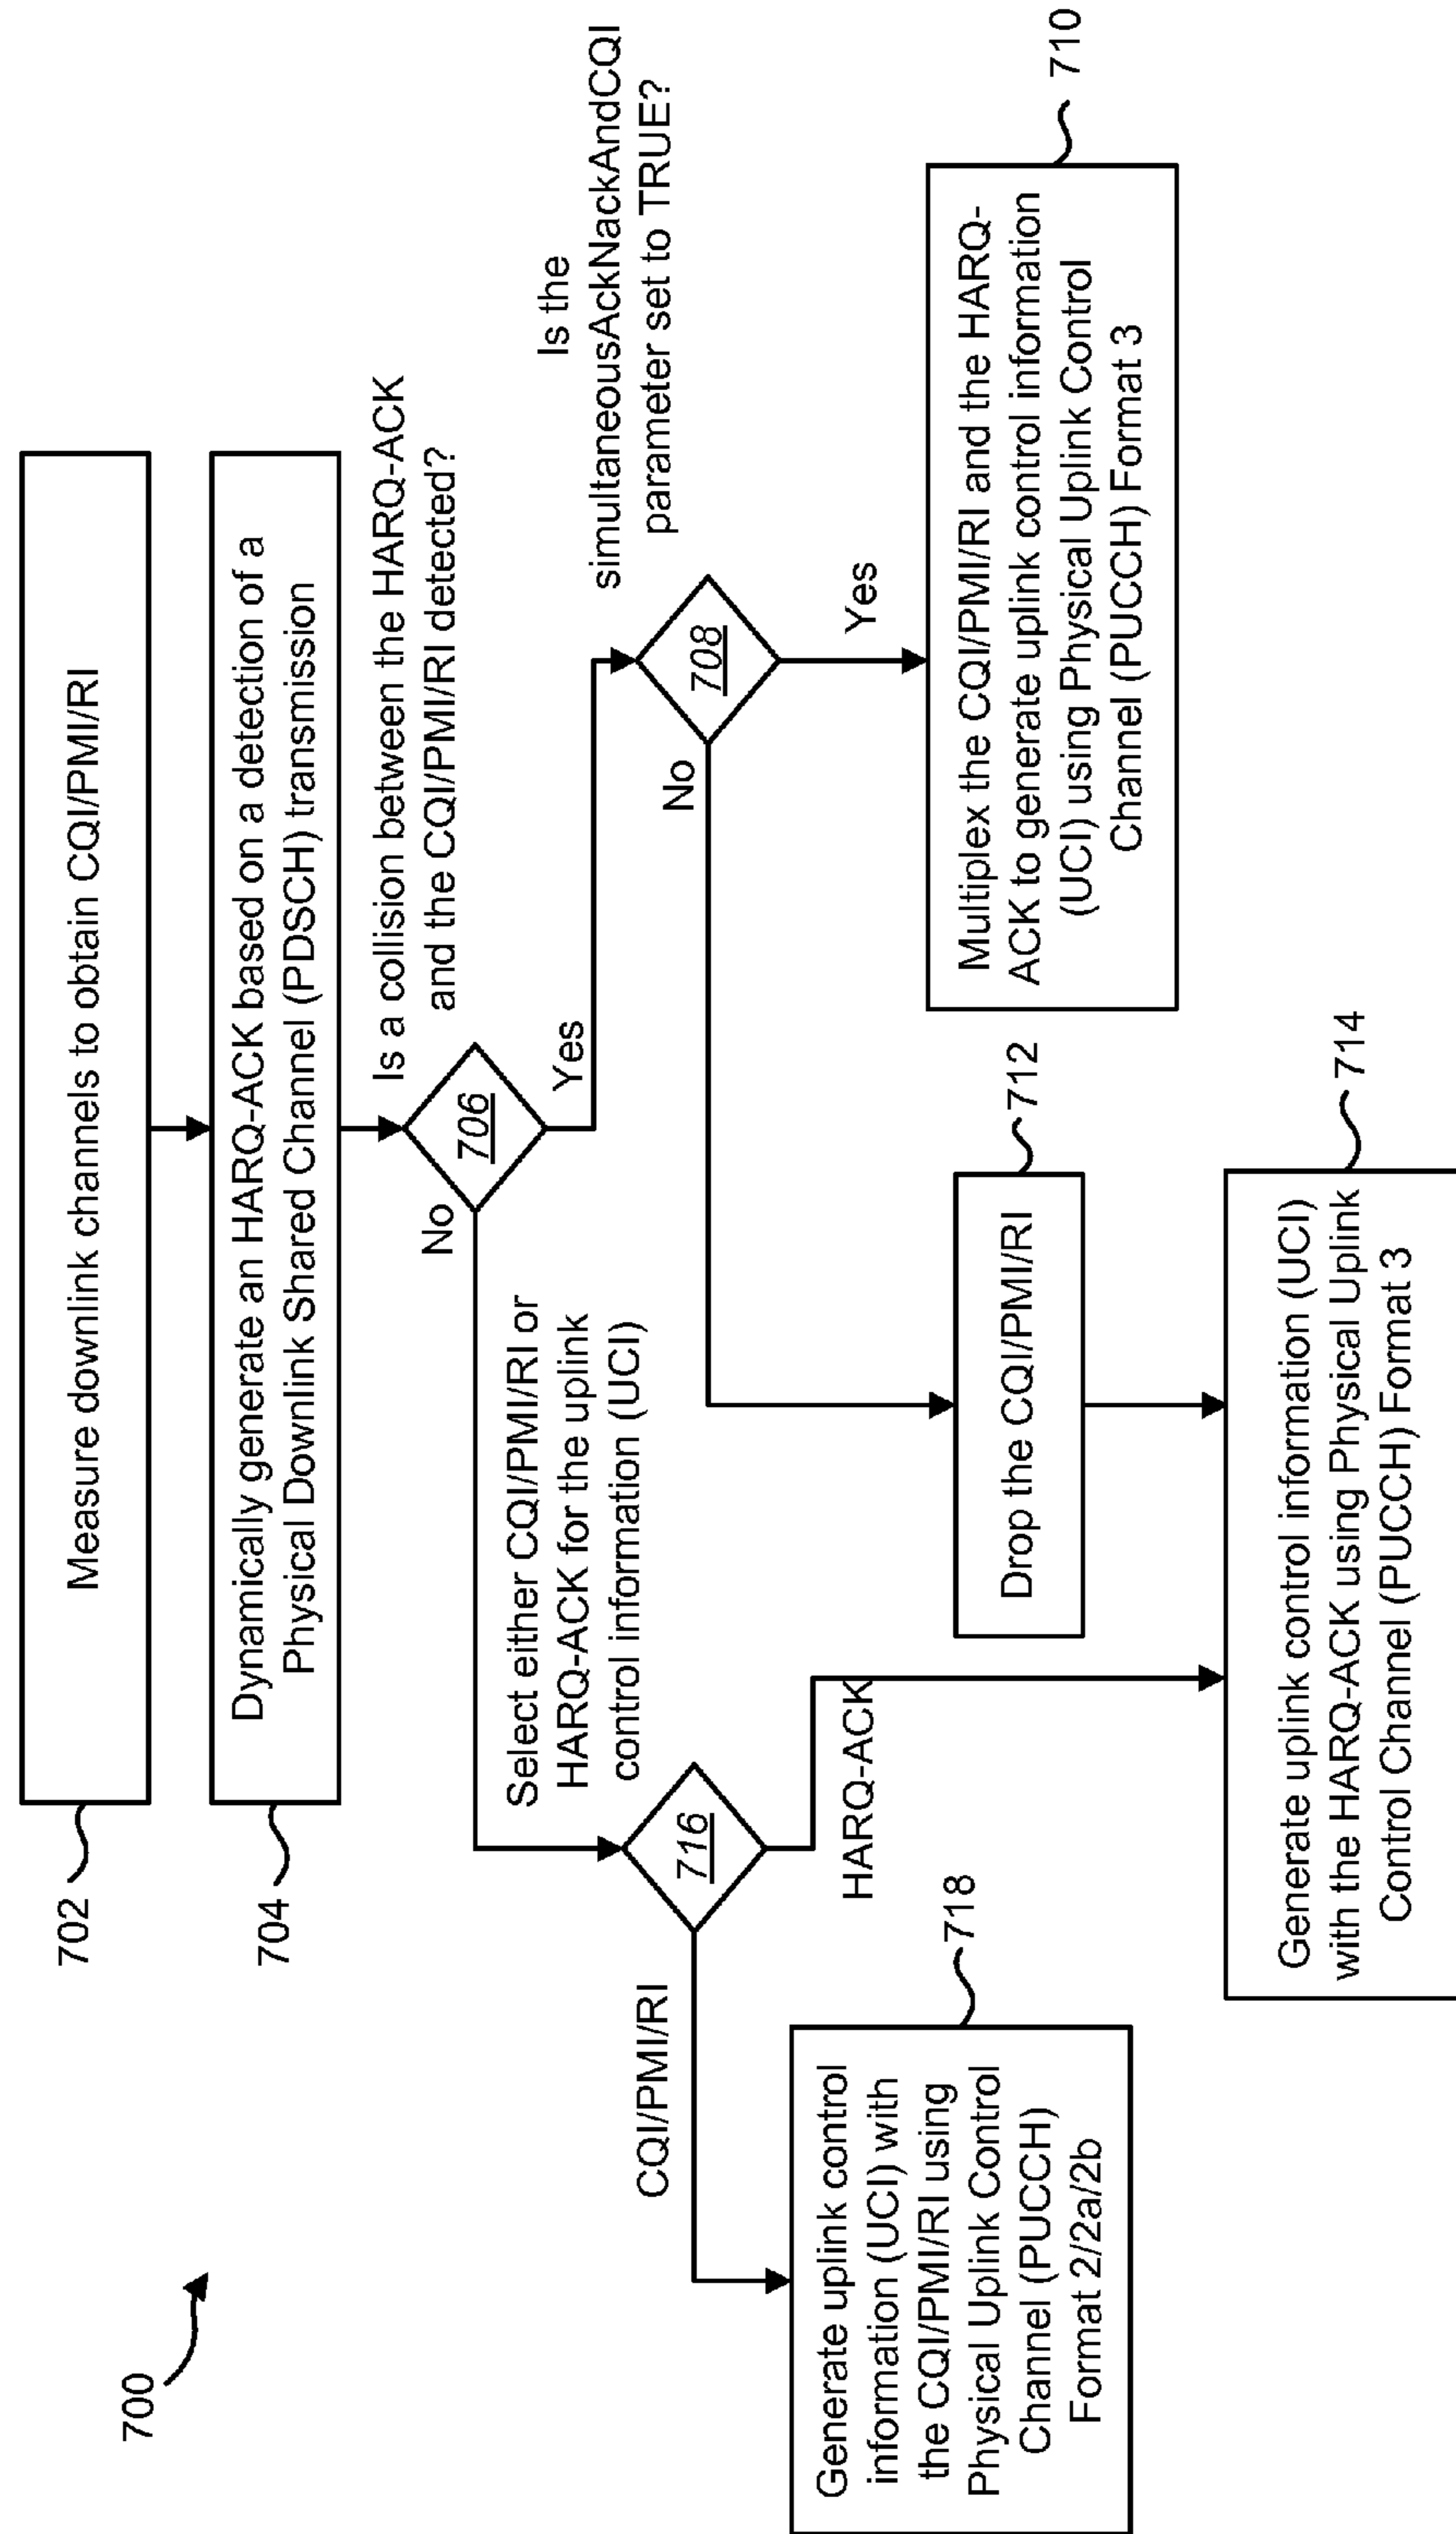 700
702
Measure downlink channels to obtain CQI/PMI/RI
704
Dynamically generate an HARQ-ACK based on a detection of a
Physical Downlink Shared Channel (PDSCH) transmission
Is a collision between the HARQ-ACK
and the CQI/PMI/RI detected?
706
No
Yes
Is the
simultaneousAckNackAndCQI
parameter set to TRUE?
708
No
Yes
Select either CQI/PMI/RI or
HARQ-ACK for the uplink
control information (UCI)
716
CQI/PMI/RI
HARQ-ACK
718
Generate uplink control
information (UCI) with
the CQI/PMI/RI using
Physical Uplink Control
Channel (PUCCH)
Format 2/2a/2b
712
Drop the CQI/PMI/RI
710
Multiplex the CQI/PMI/RI and the HARQ-
ACK to generate uplink control information
(UCI) using Physical Uplink Control
Channel (PUCCH) Format 3
714
Generate uplink control information (UCI)
with the HARQ-ACK using Physical Uplink
Control Channel (PUCCH) Format 3